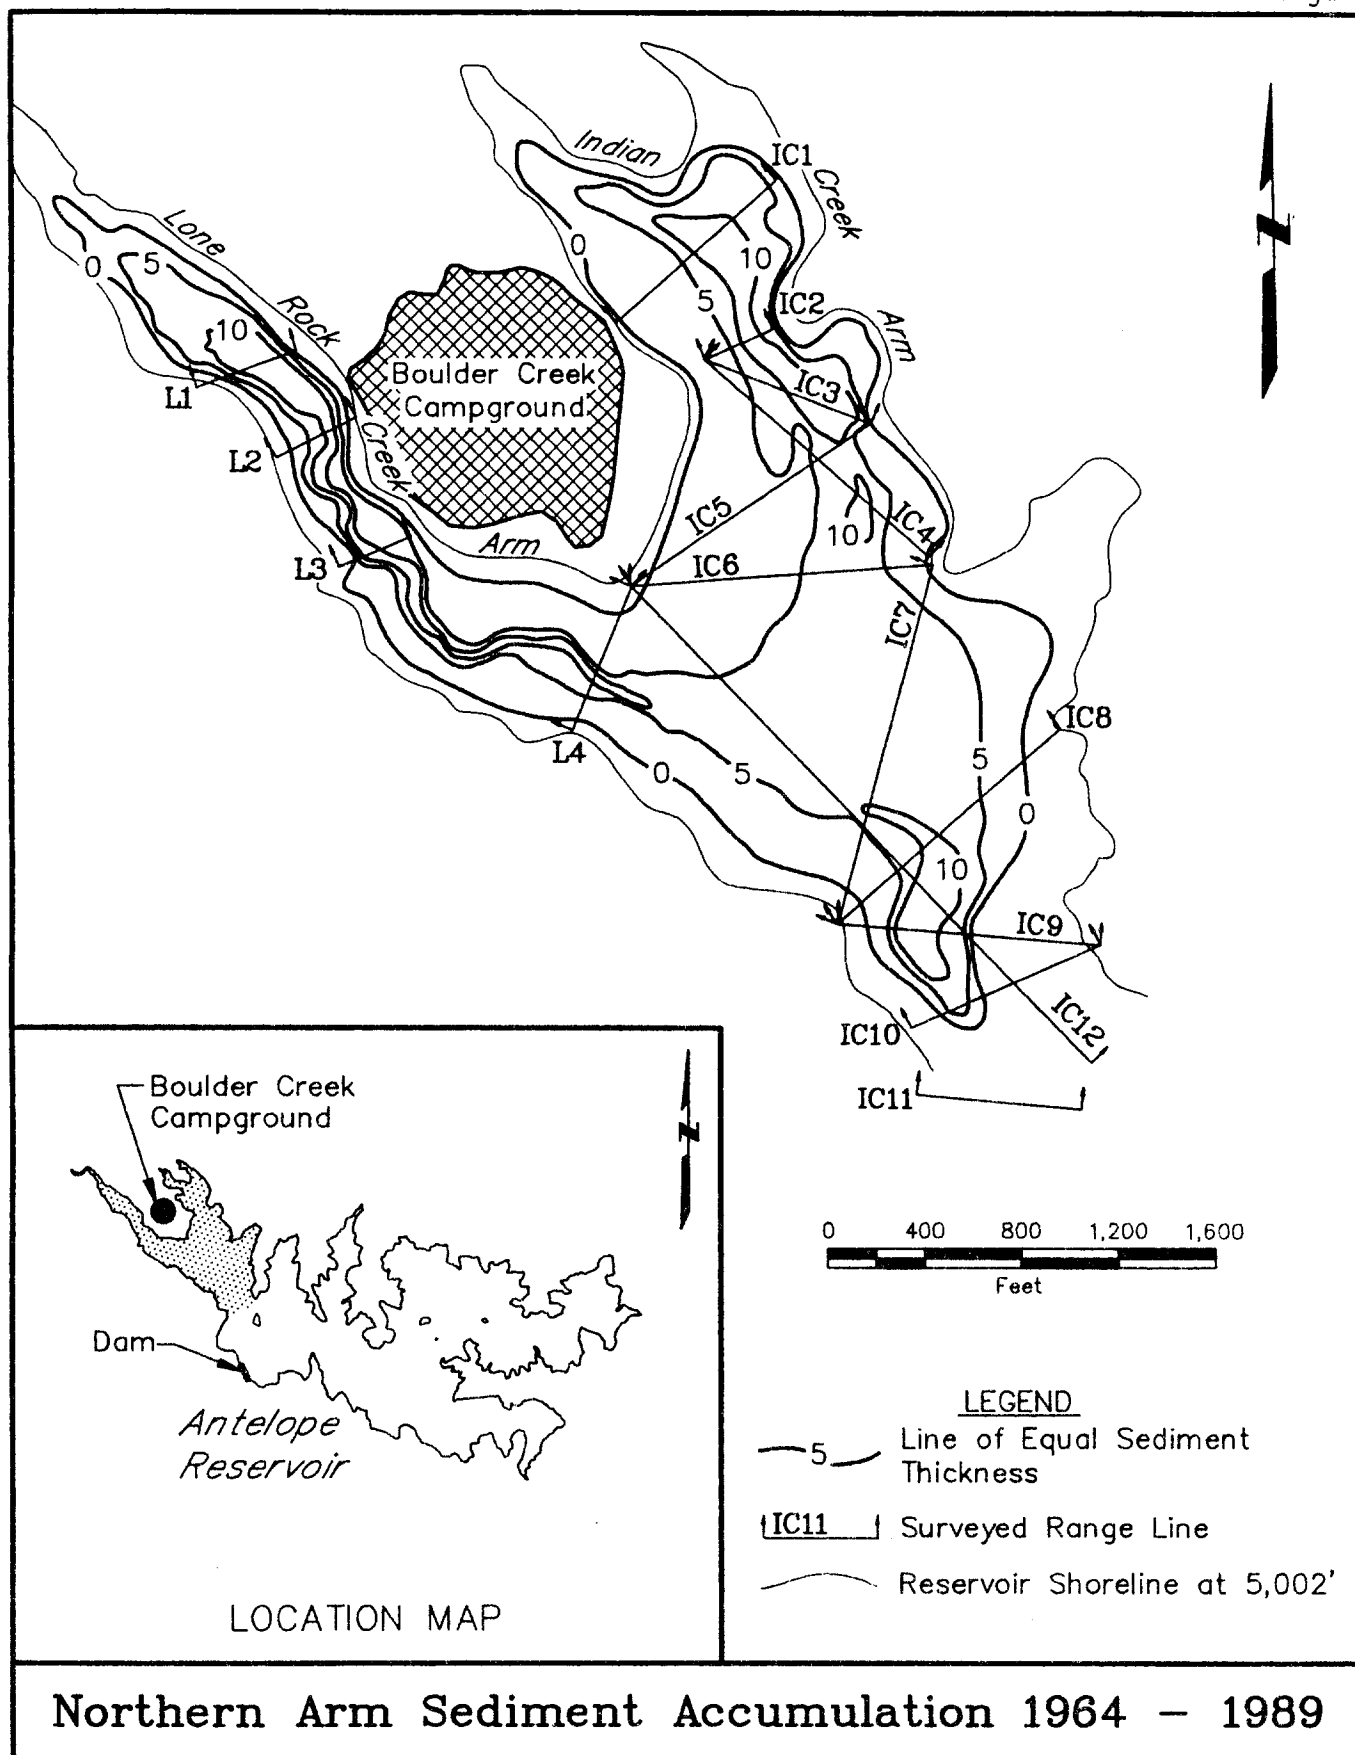 Indian
Creek
Arm
IC1
Lone
Rock
Creek
Arm
0
5
10
0
5
10
IC2
IC3
Boulder Creek
Campground
L1
L2
L3
L4
IC5
IC4
10
IC6
IC7
IC8
0
5
5
0
10
IC9
IC10
IC12
IC11
Boulder Creek
Campground
N
N
Dam
Antelope
Reservoir
LOCATION MAP
0 400 800 1,200 1,600
Feet
LEGEND
5 Line of Equal Sediment
Thickness
IC11 Surveyed Range Line
Reservoir Shoreline at 5,002'
Northern Arm Sediment Accumulation 1964 – 1989